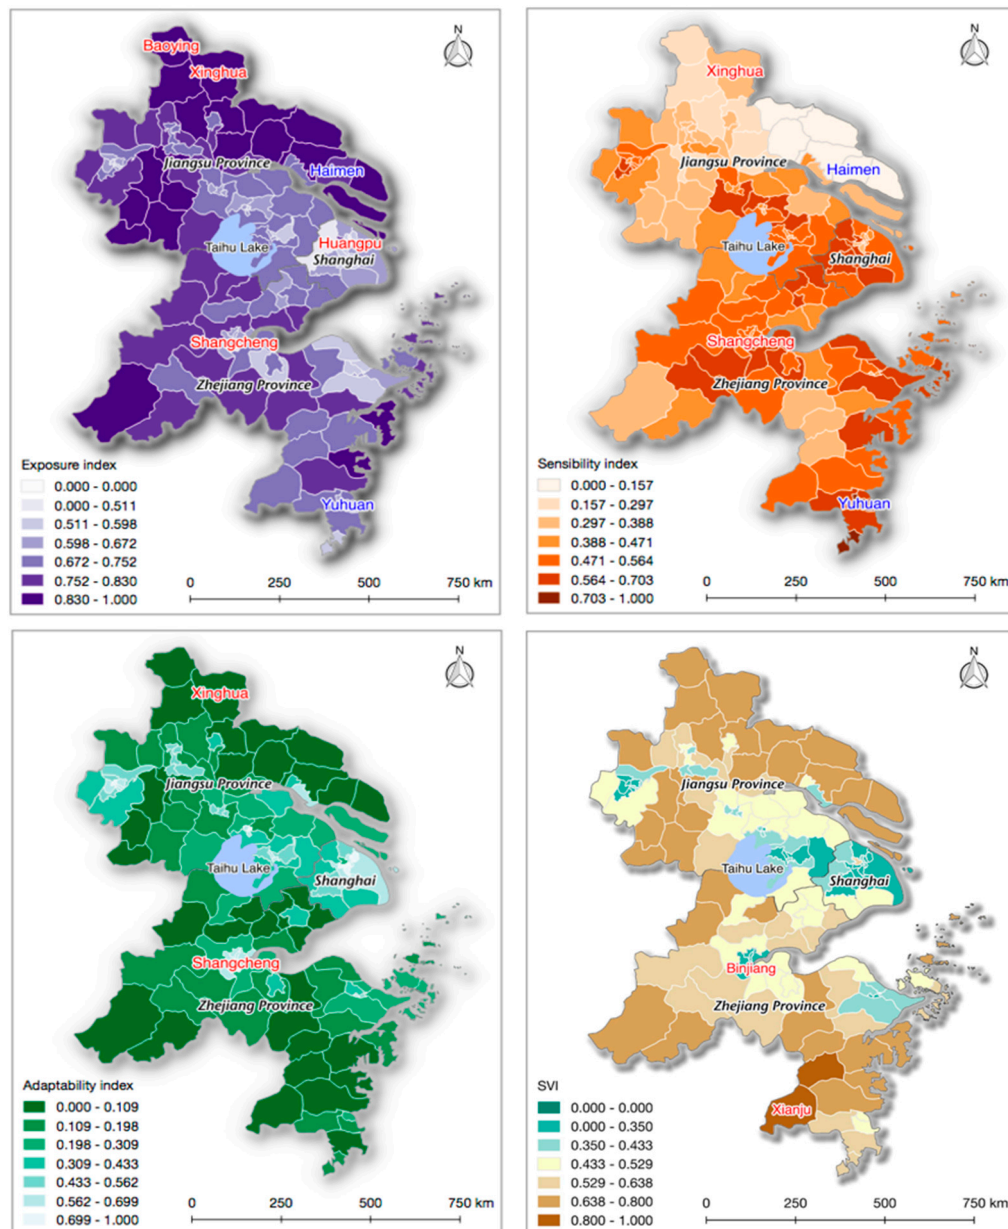 N
Baoying
Xinghua
Jiangsu Province
Haimen
Taihu Lake
Huangpu
Shanghai
Shangcheng
Zhejiang Province
Yuhuan
Exposure index
0.000 - 0.000
0.000 - 0.511
0.511 - 0.598
0.598 - 0.672
0.672 - 0.752
0.752 - 0.830
0.830 - 1.000
0 250 500 750 km
N
Xinghua
Jiangsu Province
Haimen
Taihu Lake
Shanghai
Shangcheng
Zhejiang Province
Yuhuan
Sensibility index
0.000 - 0.157
0.157 - 0.297
0.297 - 0.388
0.388 - 0.471
0.471 - 0.564
0.564 - 0.703
0.703 - 1.000
0 250 500 750 km
N
Xinghua
Jiangsu Province
Taihu Lake
Shanghai
Shangcheng
Zhejiang Province
Adaptability index
0.000 - 0.109
0.109 - 0.198
0.198 - 0.309
0.309 - 0.433
0.433 - 0.562
0.562 - 0.699
0.699 - 1.000
0 250 500 750 km
N
Jiangsu Province
Taihu Lake
Shanghai
Binjiang
Zhejiang Province
Xianju
SVI
0.000 - 0.000
0.000 - 0.350
0.350 - 0.433
0.433 - 0.529
0.529 - 0.638
0.638 - 0.800
0.800 - 1.000
0 250 500 750 km